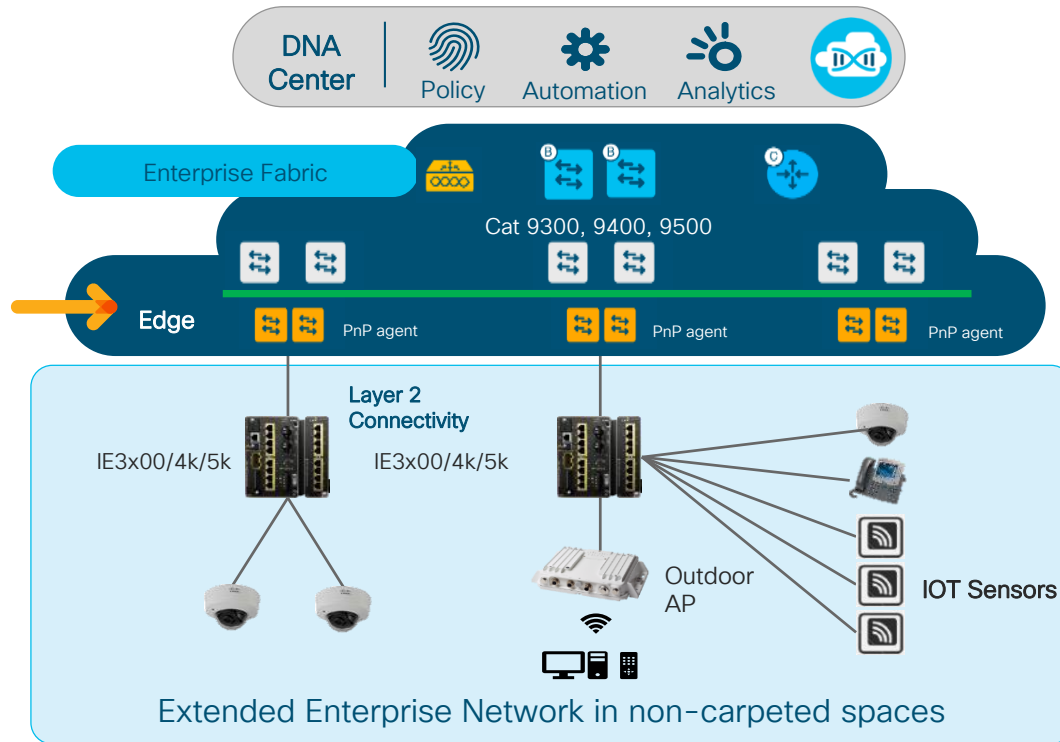 DNA
Center
Policy
Automation
Analytics
Enterprise Fabric
B
B
C
Cat 9300, 9400, 9500
Edge
PnP agent
PnP agent
PnP agent
Layer 2
Connectivity
IE3x00/4k/5k
IE3x00/4k/5k
Outdoor
AP
IOT Sensors
Extended Enterprise Network in non-carpeted spaces